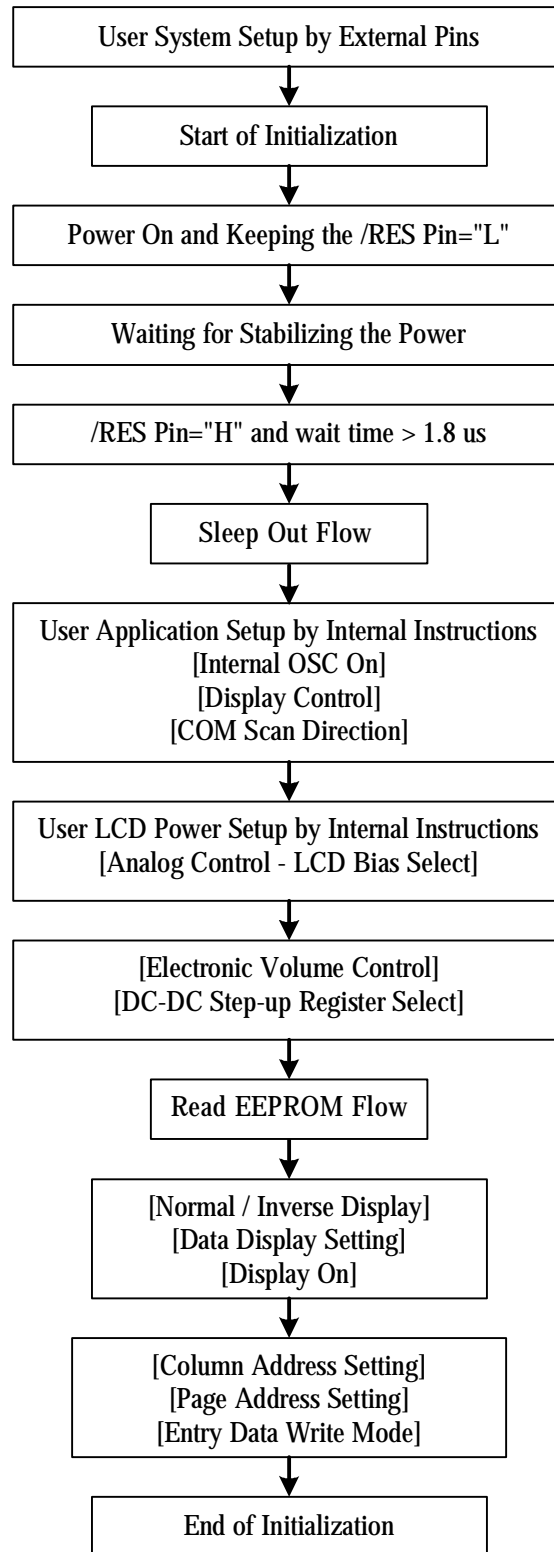 User System Setup by External Pins
Start of Initialization
Power On and Keeping the /RES Pin="L"
Waiting for Stabilizing the Power
/RES Pin="H" and wait time > 1.8 us
Sleep Out Flow
User Application Setup by Internal Instructions
[Internal OSC On]
[Display Control]
[COM Scan Direction]
User LCD Power Setup by Internal Instructions
[Analog Control - LCD Bias Select]
[Electronic Volume Control]
[DC-DC Step-up Register Select]
Read EEPROM Flow
[Normal / Inverse Display]
[Data Display Setting]
[Display On]
[Column Address Setting]
[Page Address Setting]
[Entry Data Write Mode]
End of Initialization